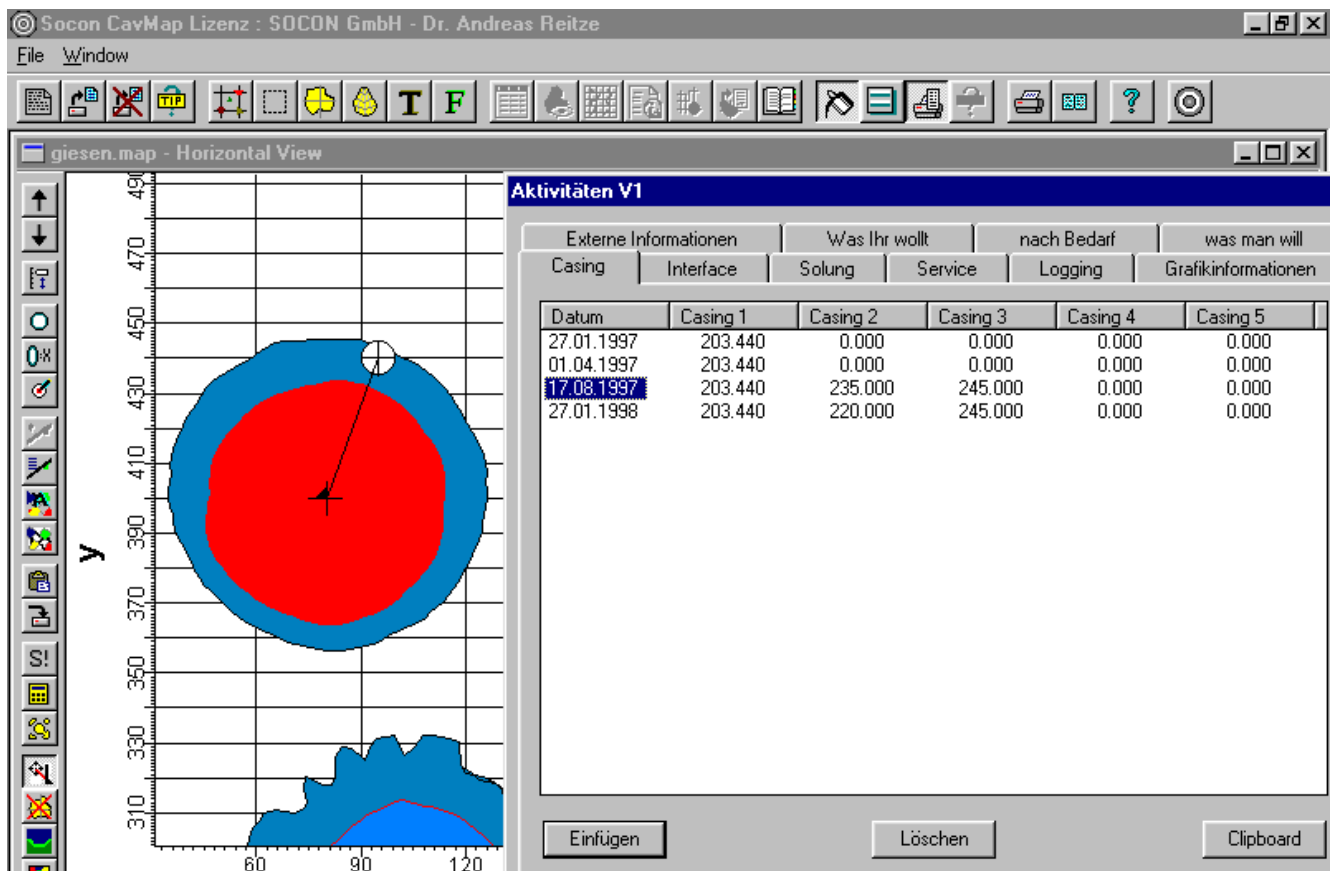 Socon CavMap Lizenz : SOCON GmbH - Dr. Andreas Reitze
File Window
TIP T F ?
giesen.map - Horizontal View
Aktivitäten V1
Externe Informationen Was Ihr wollt nach Bedarf was man will
Casing Interface Solung Service Logging Grafikinformationen
Datum Casing 1 Casing 2 Casing 3 Casing 4 Casing 5
27.01.1997 203.440 0.000 0.000 0.000 0.000
01.04.1997 203.440 0.000 0.000 0.000 0.000
17.08.1997 203.440 235.000 245.000 0.000 0.000
27.01.1998 203.440 220.000 245.000 0.000 0.000
490
470
450
430
410
390
370
350
330
310
y
S!
60 90 120
Einfügen Löschen Clipboard